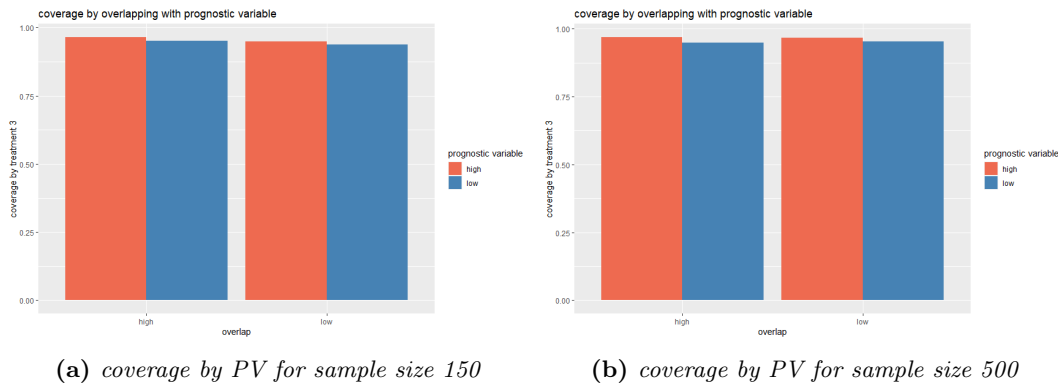 coverage by overlapping with prognostic variable
1.00
0.75
0.50
0.25
0.00
coverage by treatment 3
high
low
overlap
prognostic variable
high
low
(a) coverage by PV for sample size 150
coverage by overlapping with prognostic variable
1.00
0.75
0.50
0.25
0.00
coverage by treatment 3
high
low
overlap
prognostic variable
high
low
(b) coverage by PV for sample size 500